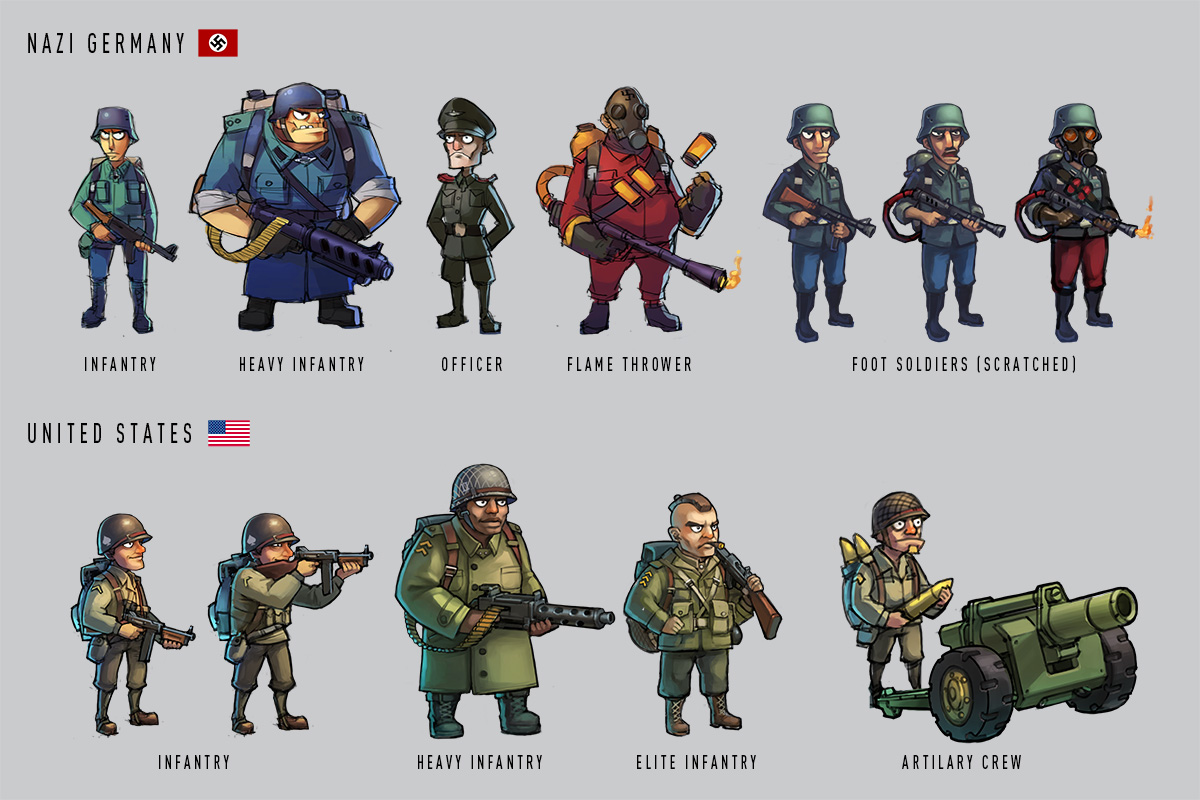 NAZI GERMANY
INFANTRY
HEAVY INFANTRY
OFFICER
FLAME THROWER
FOOT SOLDIERS (SCRATCHED)
UNITED STATES
INFANTRY
HEAVY INFANTRY
ELITE INFANTRY
ARTILARY CREW